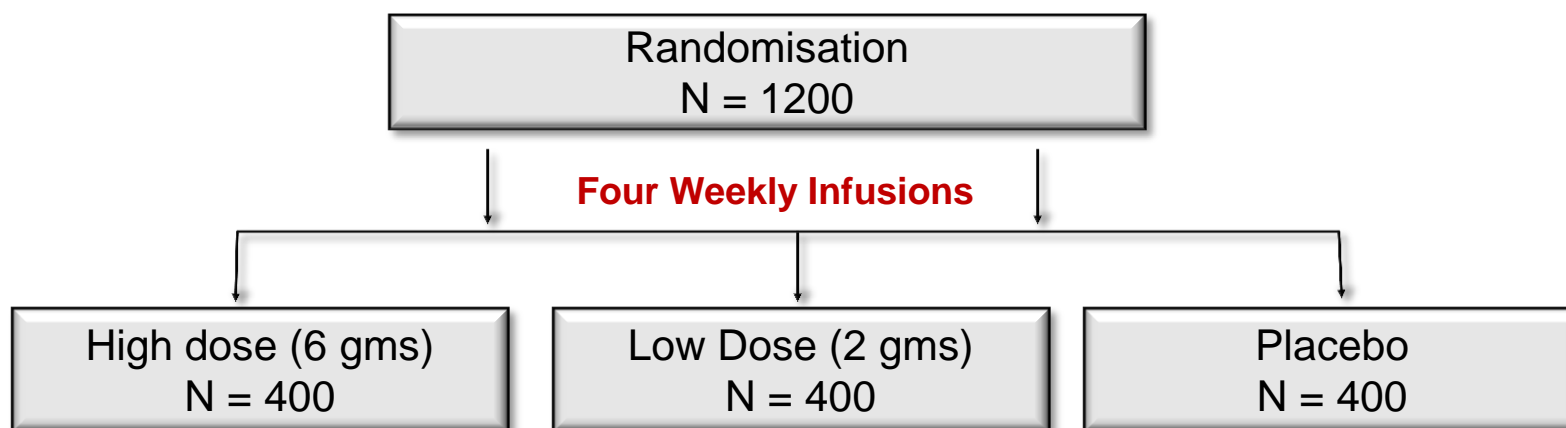 Randomisation
N = 1200
Four Weekly Infusions
High dose (6 gms)
N = 400
Low Dose (2 gms)
N = 400
Placebo
N = 400